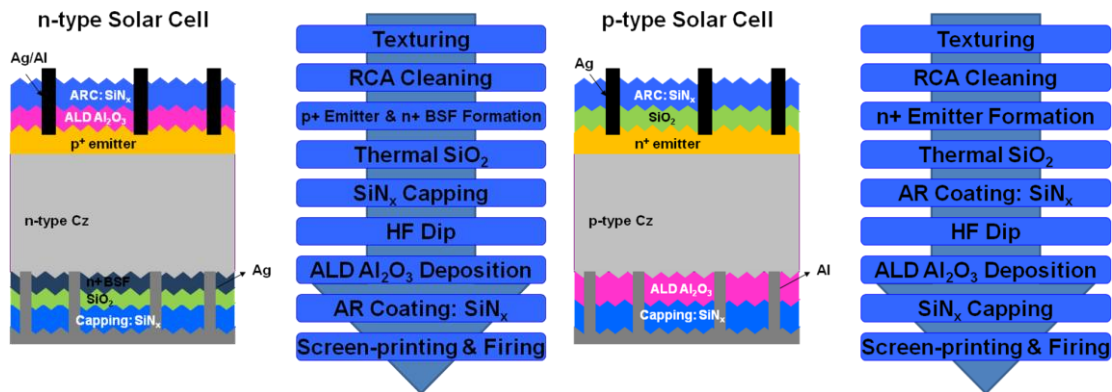 n-type Solar Cell
Ag/Al
ARC: SiNₓ
ALD Al₂O₃
p⁺ emitter
n-type Cz
n+ BSF
SiO₂
Capping: SiNₓ
Ag
Texturing
RCA Cleaning
p+ Emitter & n+ BSF Formation
Thermal SiO₂
SiNₓ Capping
HF Dip
ALD Al₂O₃ Deposition
AR Coating: SiNₓ
Screen-printing & Firing
p-type Solar Cell
Ag
ARC: SiNₓ
SiO₂
n⁺ emitter
p-type Cz
ALD Al₂O₃
Capping: SiNₓ
Al
Texturing
RCA Cleaning
n+ Emitter Formation
Thermal SiO₂
AR Coating: SiNₓ
HF Dip
ALD Al₂O₃ Deposition
SiNₓ Capping
Screen-printing & Firing